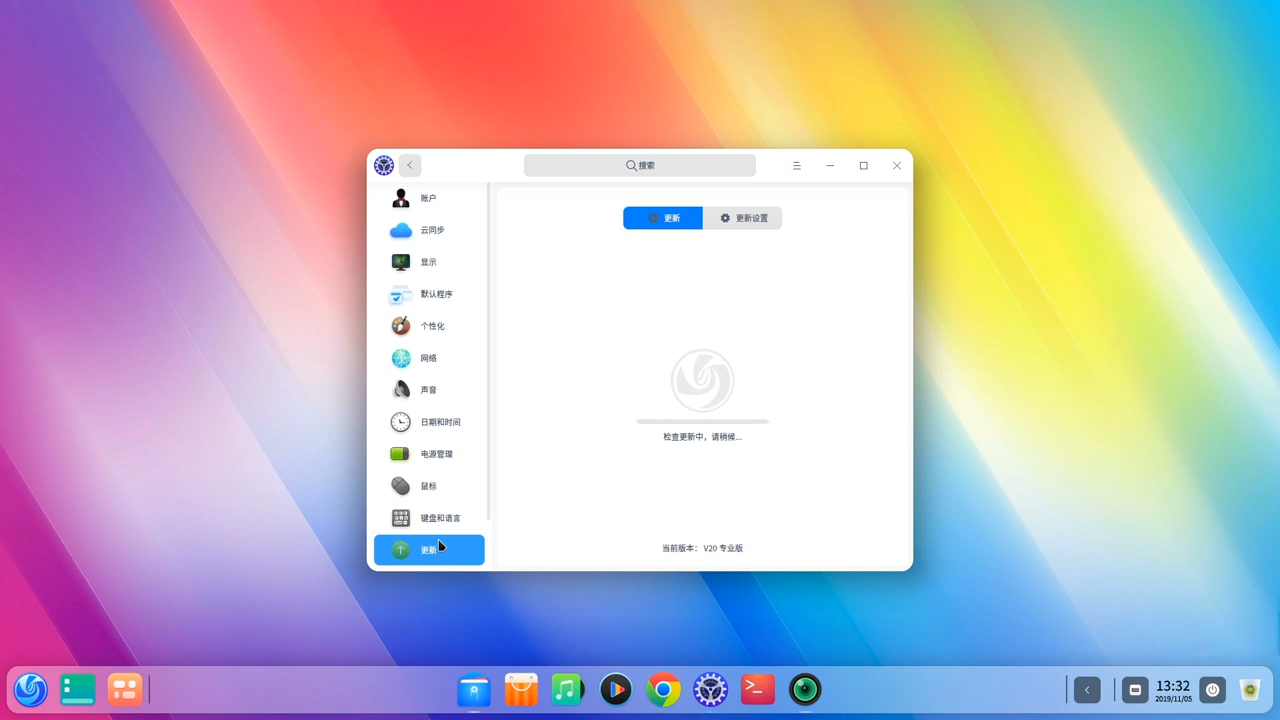 搜索
账户
云同步
显示
默认程序
个性化
网络
声音
日期和时间
电源管理
鼠标
键盘和语言
更新
更新
更新设置
检查更新中，请稍候...
当前版本： V20 专业版
13:32
2019/11/05